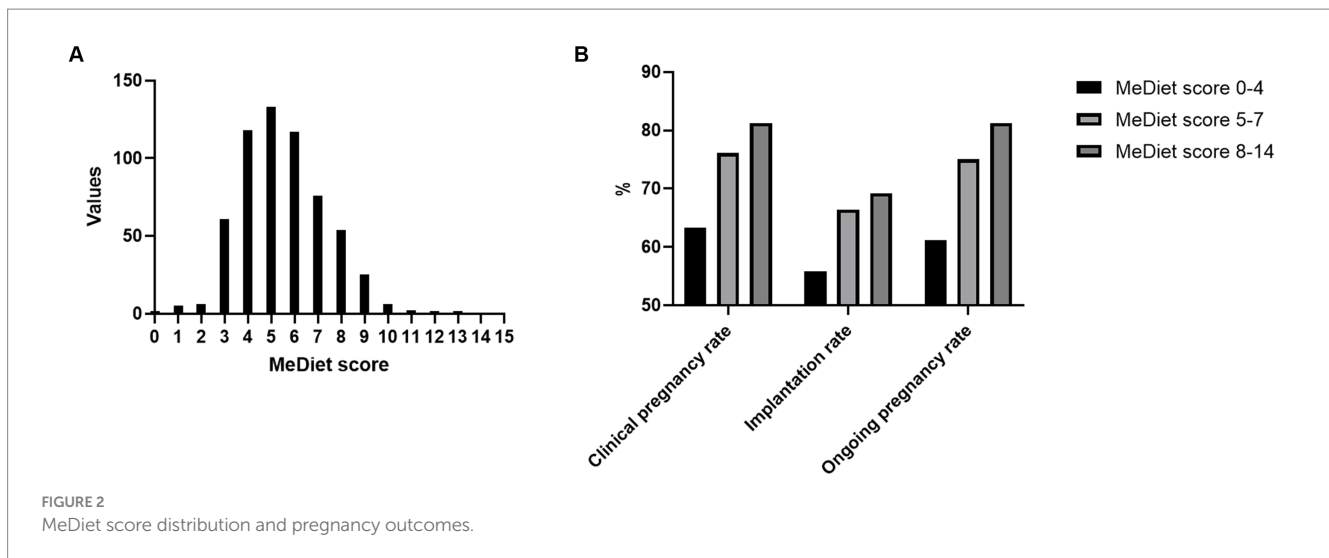 A
150
100
50
0
Values
0 1 2 3 4 5 6 7 8 9 10 11 12 13 14 15
MeDiet score
B
90
80
70
60
50
%
Clinical pregnancy rate
Implantation rate
Ongoing pregnancy rate
MeDiet score 0-4
MeDiet score 5-7
MeDiet score 8-14
FIGURE 2
MeDiet score distribution and pregnancy outcomes.